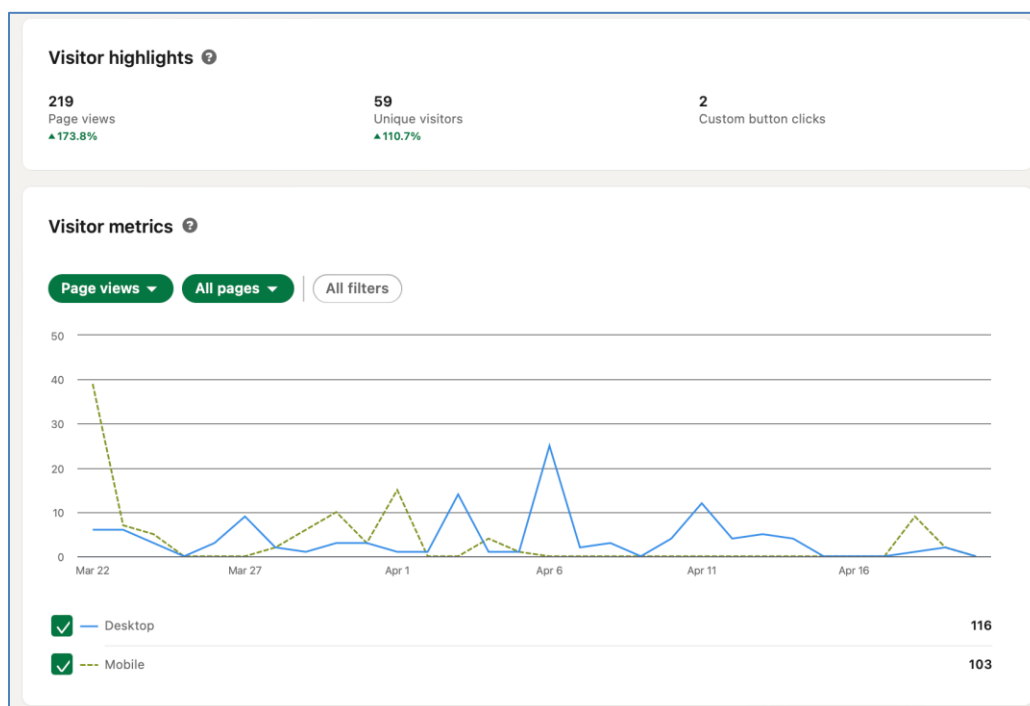 Visitor highlights ?
219
Page views
▲173.8%
59
Unique visitors
▲110.7%
2
Custom button clicks
Visitor metrics ?
Page views All pages All filters
50
40
30
20
10
0
Mar 22 Mar 27 Apr 1 Apr 6 Apr 11 Apr 16
Desktop 116
Mobile 103